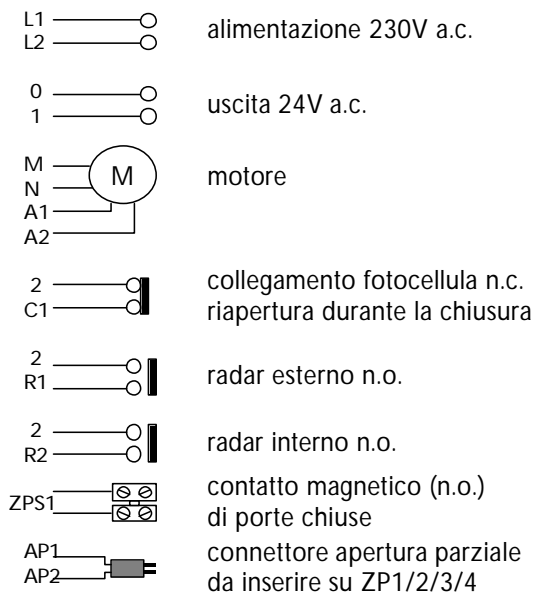 L1
L2
alimentazione 230V a.c.
0
1
uscita 24V a.c.
M
N
A1
A2
M
motore
2
C1
collegamento fotocellula n.c.
riapertura durante la chiusura
2
R1
radar esterno n.o.
2
R2
radar interno n.o.
ZPS1
contatto magnetico (n.o.)
di porte chiuse
AP1
AP2
connettore apertura parziale
da inserire su ZP1/2/3/4